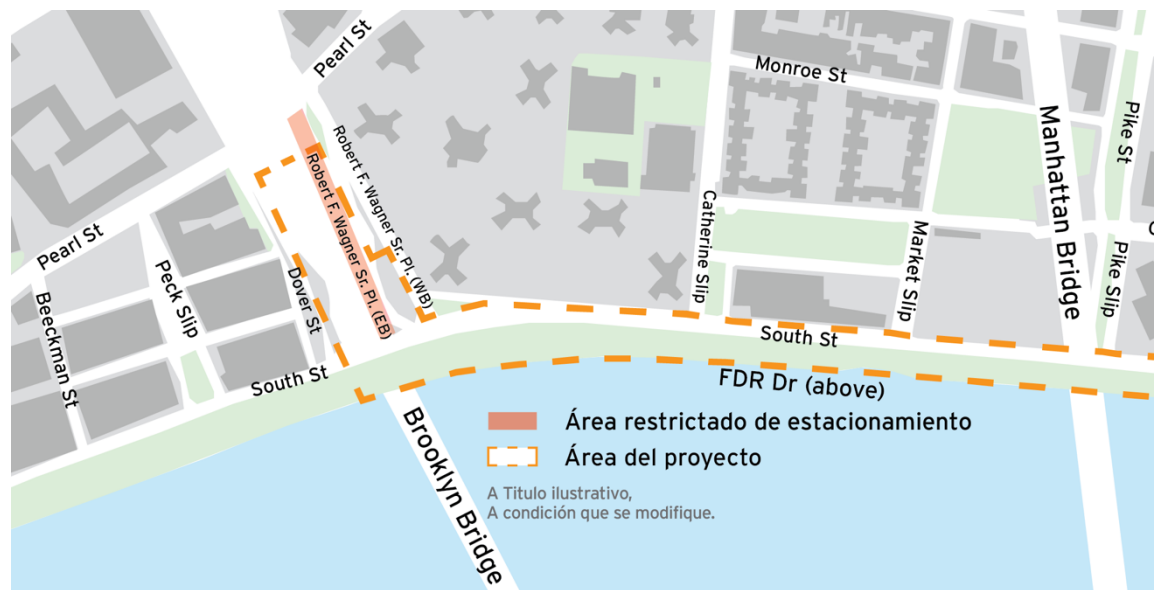 Pearl St
Monroe St
Pike St
Manhattan Bridge
Robert F. Wagner Sr. Pl. (WB)
Robert F. Wagner Sr. Pl. (EB)
Catherine Slip
Market Slip
Pike Slip
Pearl St
Peck Slip
Dover St
Beeckman St
South St
South St
FDR Dr (above)
Brooklyn Bridge
Área restrictado de estacionamiento
Área del proyecto
A Titulo ilustrativo,
A condición que se modifique.